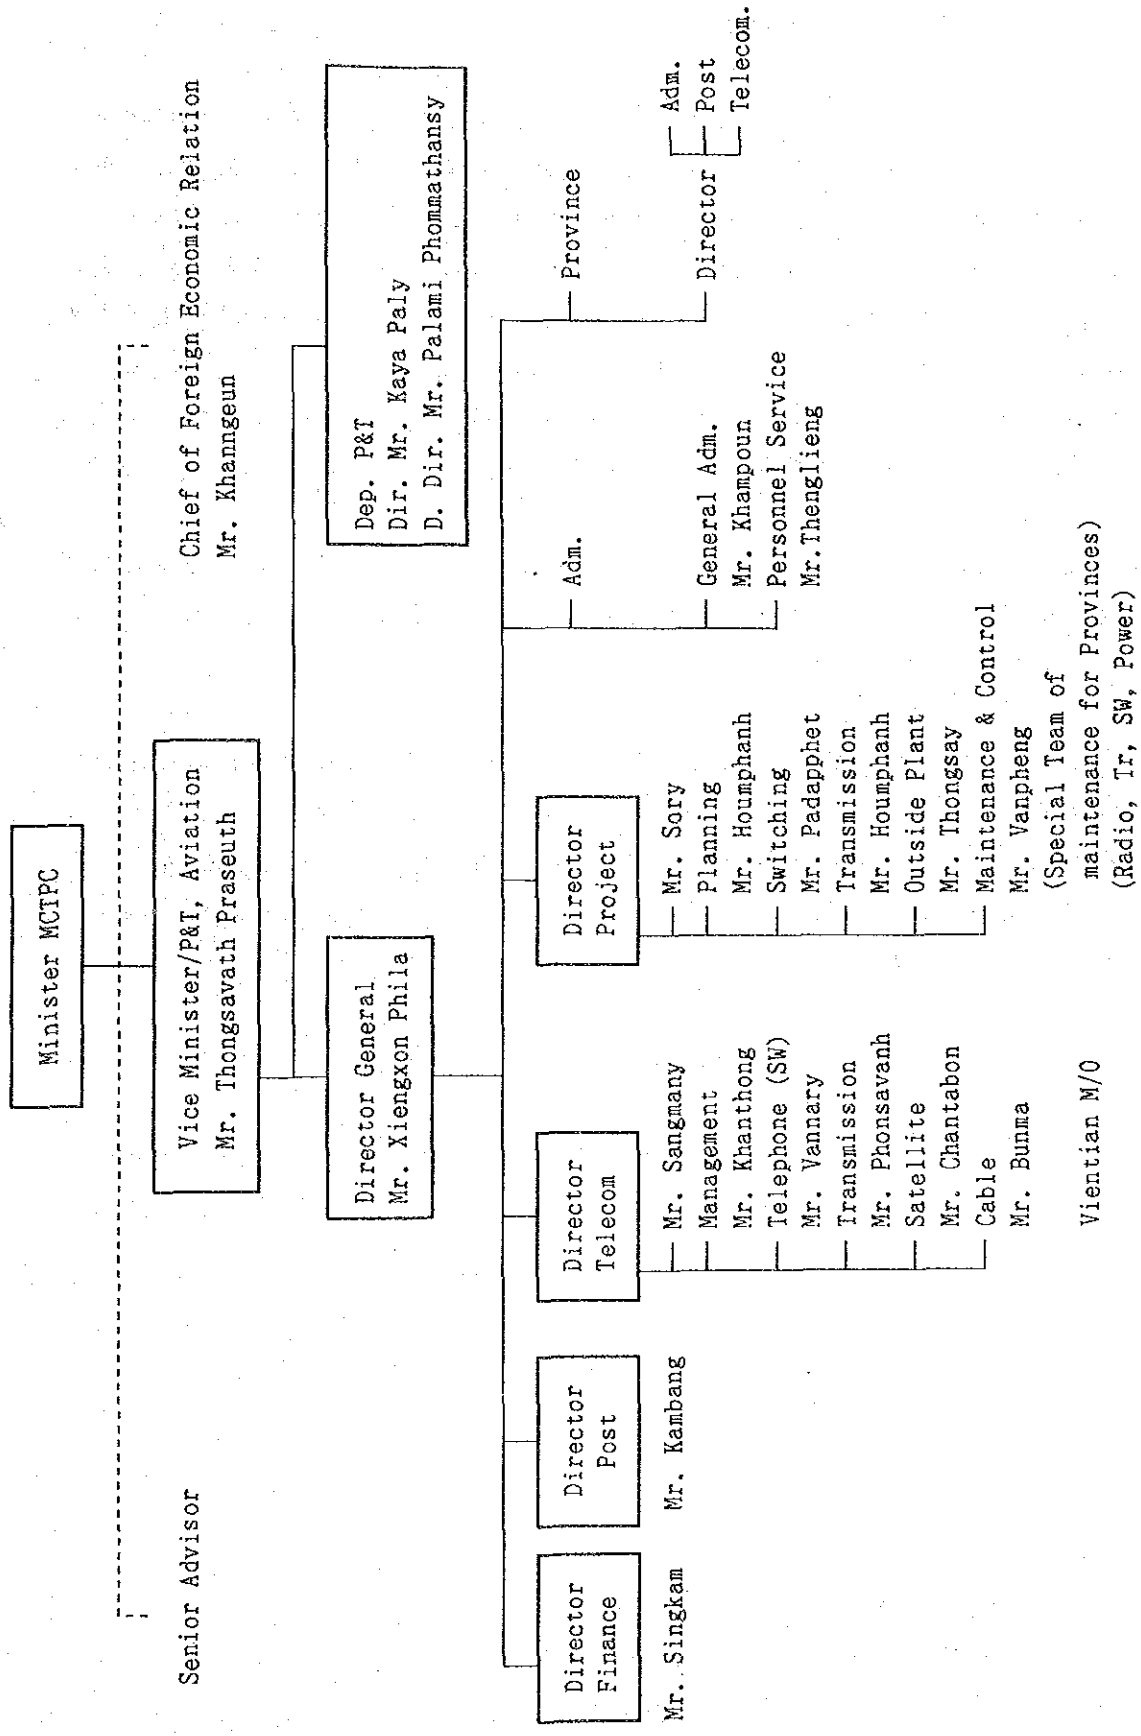 Minister MCTPC
Senior Advisor
Vice Minister/P&T, Aviation
Mr. Thongsavath Praseuth
Chief of Foreign Economic Relation
Mr. Khanngeun
Director General
Mr. Xiengxon Phila
Dep. P&T
Dir. Mr. Kaya Paly
D. Dir. Mr. Palami Phommathansy
Director
Finance
Mr. Singkam
Director
Post
Mr. Kambang
Director
Telecom
Mr. Sangmany
Management
Mr. Khanthong
Telephone (SW)
Mr. Vannary
Transmission
Mr. Phonsavanh
Satellite
Mr. Chantabon
Cable
Mr. Bunma
Vientian M/O
Director
Project
Mr. Sory
Planning
Mr. Houmphanh
Switching
Mr. Padapphet
Transmission
Mr. Houmphanh
Outside Plant
Mr. Thongsay
Maintenance & Control
Mr. Vanpheng
(Special Team of
maintenance for Provinces)
(Radio, Tr, SW, Power)
Adm.
General Adm.
Mr. Khampoun
Personnel Service
Mr.Thenglieng
Province
Director
Adm.
Post
Telecom.